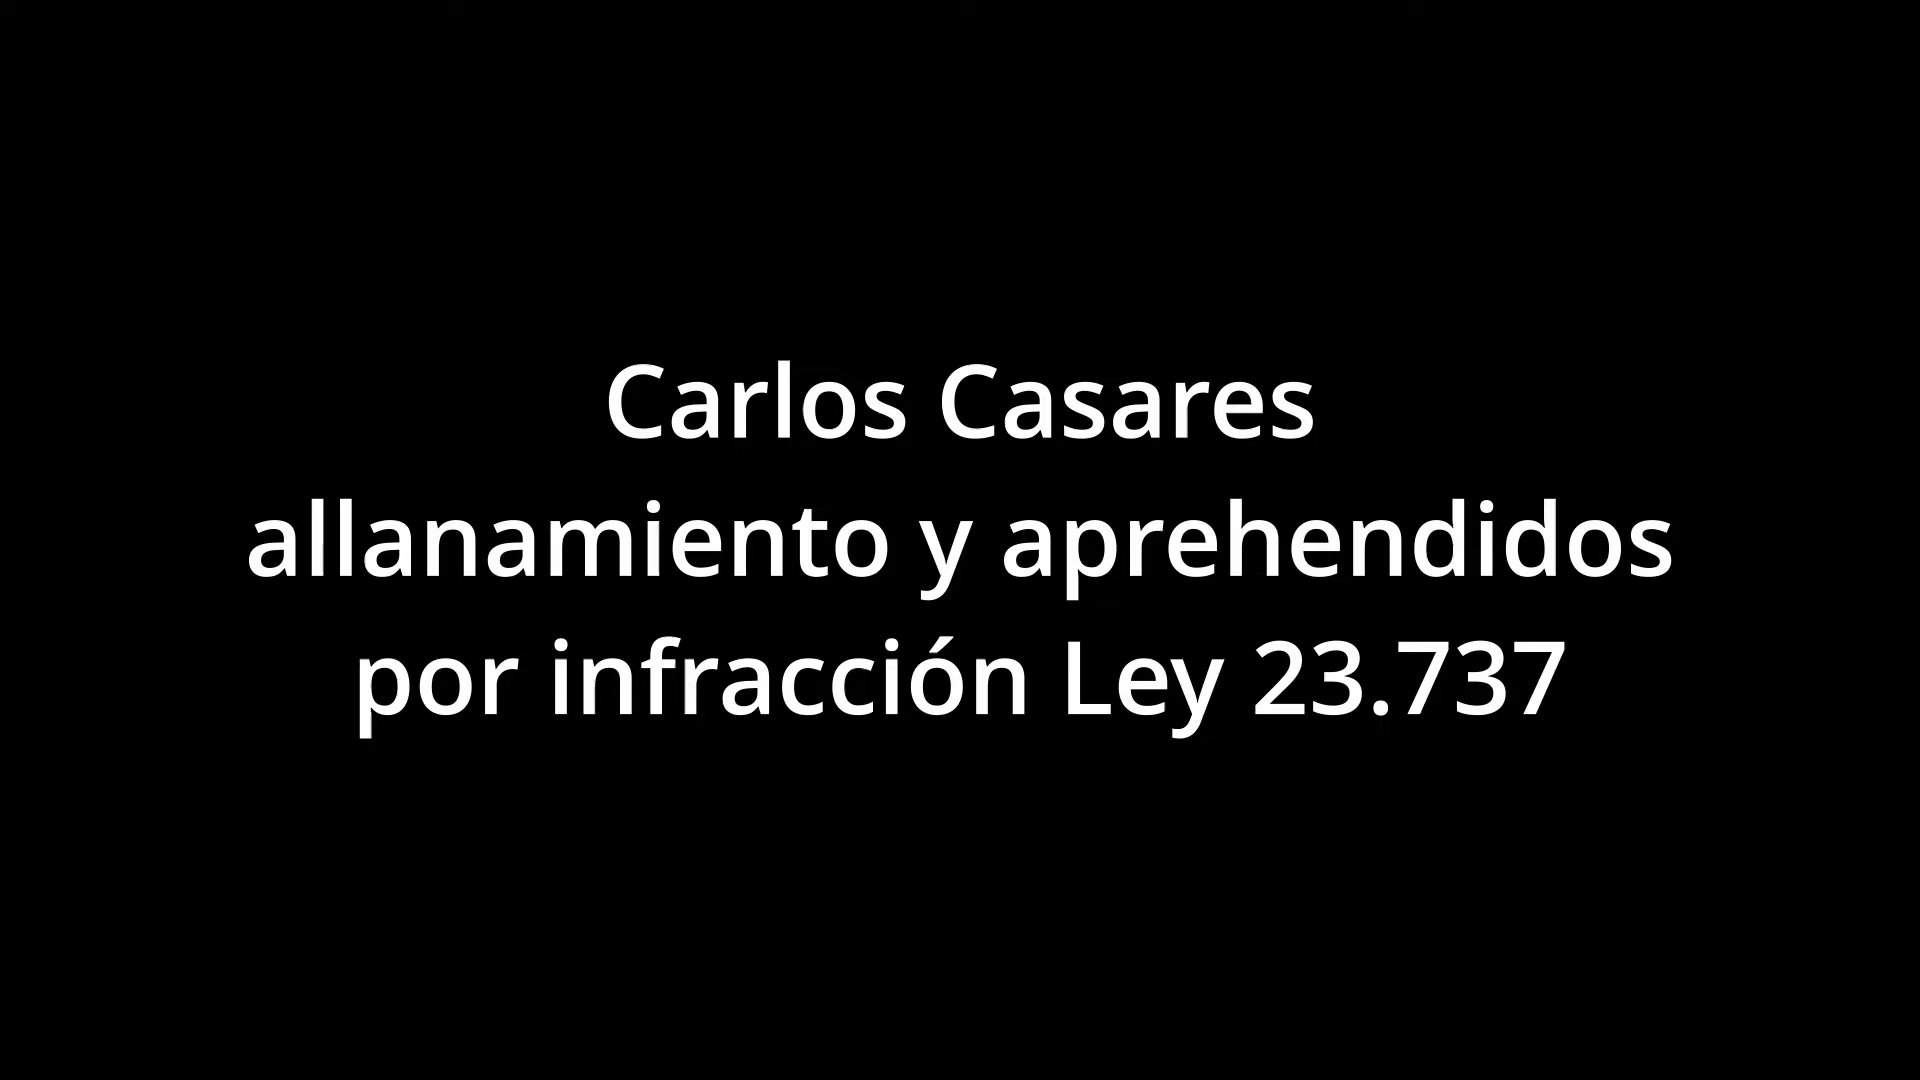 Carlos Casares
allanamiento y aprehendidos
por infracción Ley 23.737